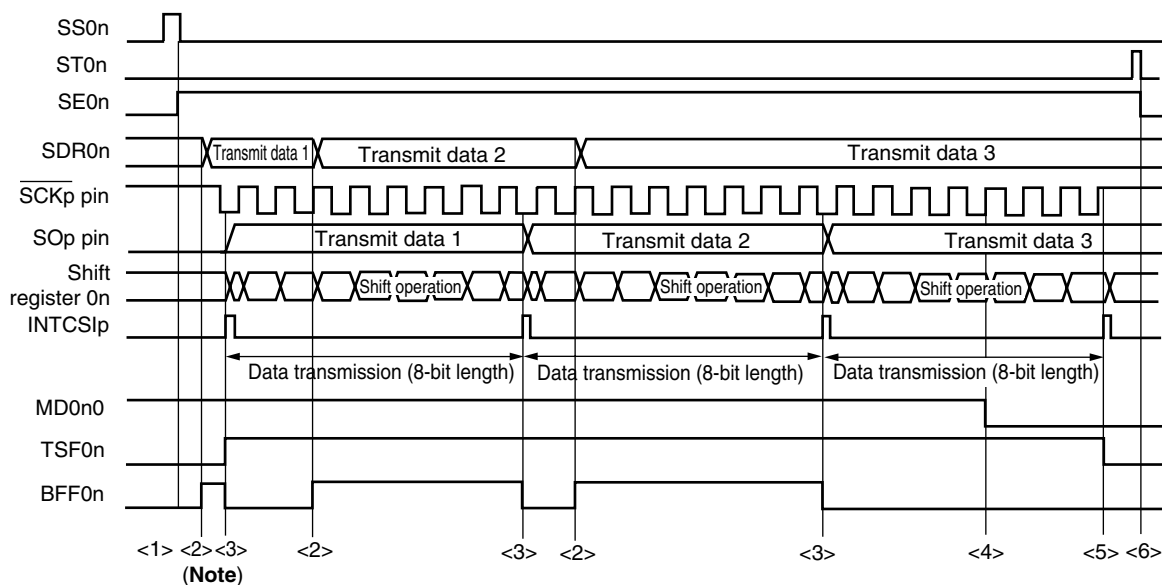 SS0n
ST0n
SE0n
SDR0n
Transmit data 1
Transmit data 2
Transmit data 3
SCKp pin
SOp pin
Transmit data 1
Transmit data 2
Transmit data 3
Shift
register 0n
Shift operation
Shift operation
Shift operation
INTCSIp
Data transmission (8-bit length)
Data transmission (8-bit length)
Data transmission (8-bit length)
MD0n0
TSF0n
BFF0n
<1>
<2>
<3>
<2>
<3>
<2>
<3>
<4>
<5>
<6>
(Note)